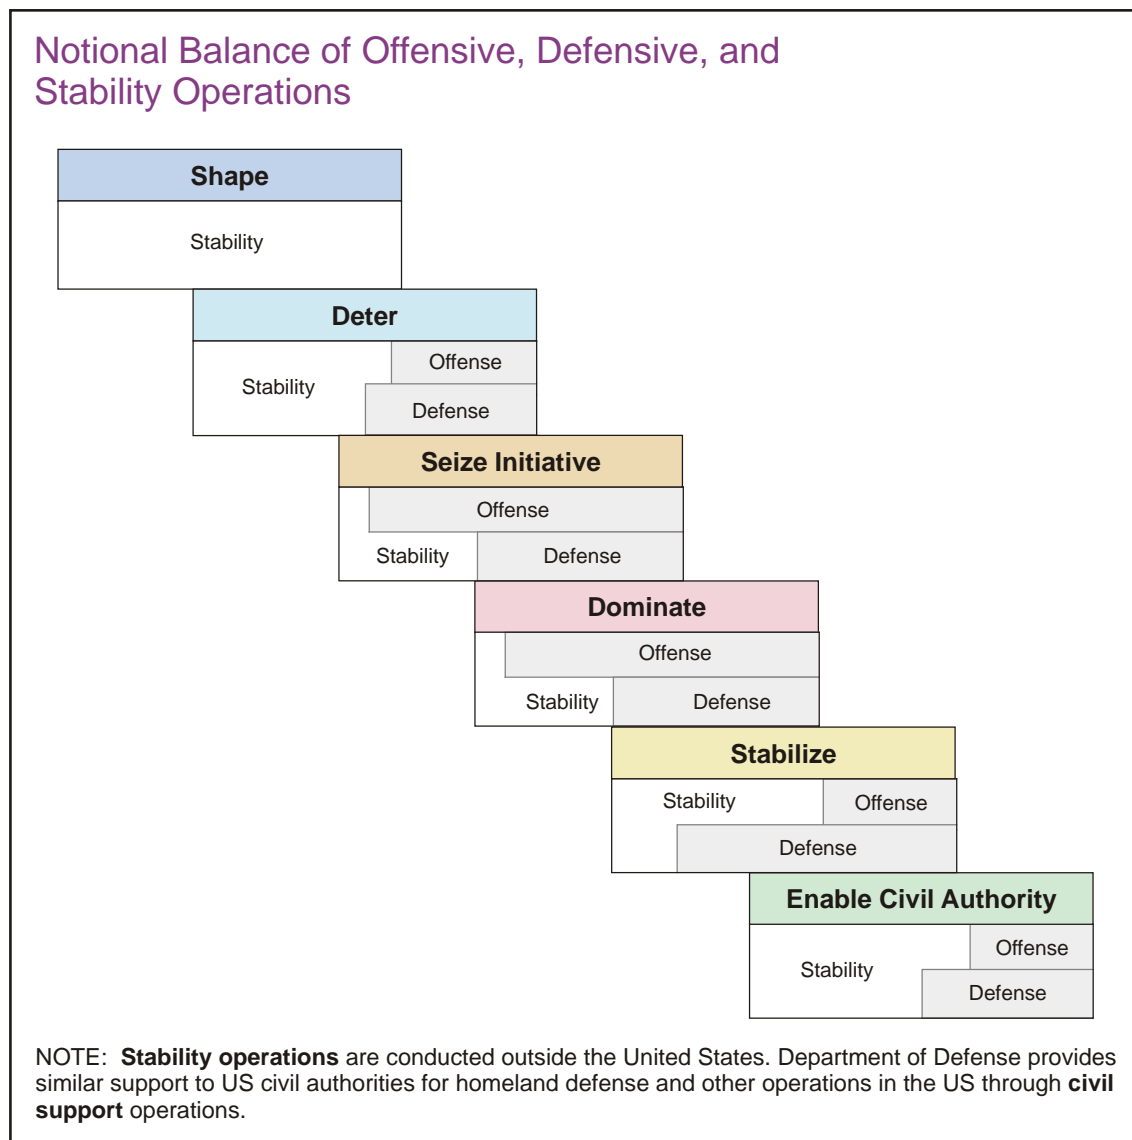 Notional Balance of Offensive, Defensive, and
Stability Operations
Shape
Stability
Deter
Offense
Stability
Defense
Seize Initiative
Offense
Stability
Defense
Dominate
Offense
Stability
Defense
Stabilize
Stability
Offense
Defense
Enable Civil Authority
Offense
Stability
Defense
NOTE: Stability operations are conducted outside the United States. Department of Defense provides
similar support to US civil authorities for homeland defense and other operations in the US through civil
support operations.